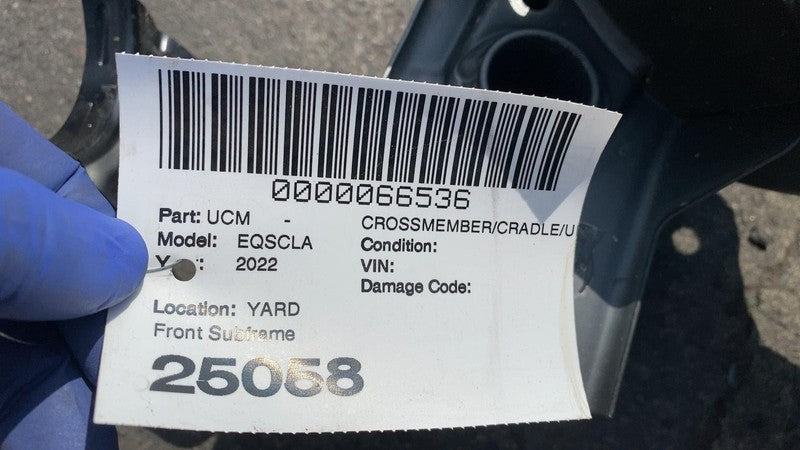 0000066536
Part: UCM - CROSSMEMBER/CRADLE/U
Model: EQSCLA Condition:
Y : 2022 VIN:
Damage Code:
Location: YARD
Front Subframe
25058